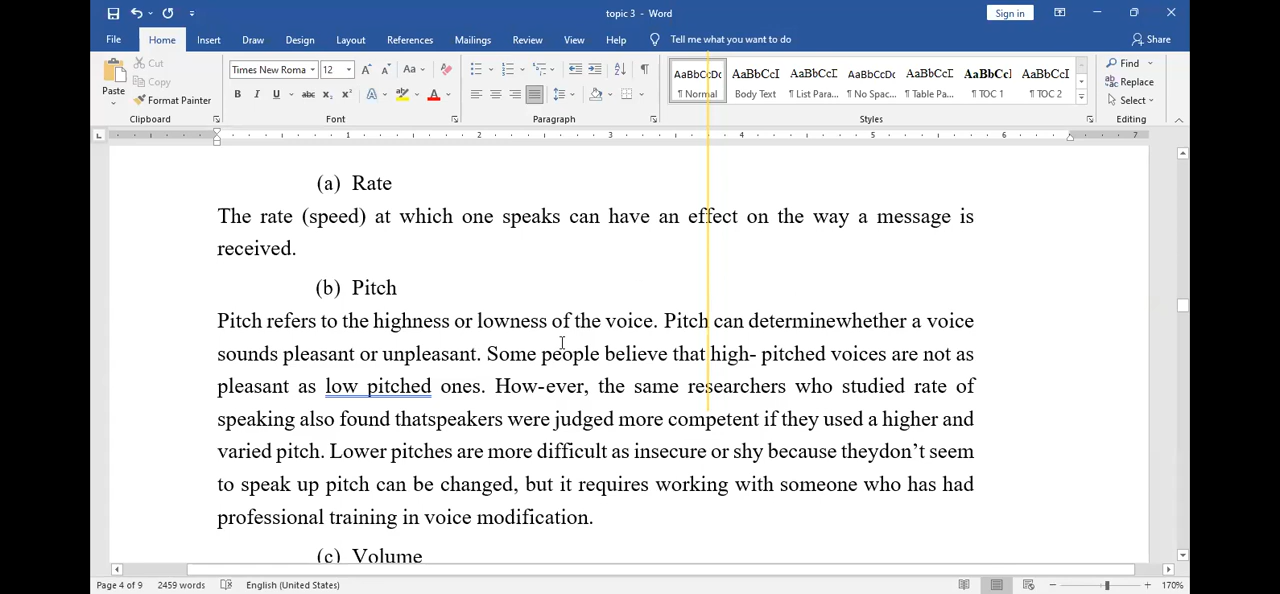 topic 3 - Word
Sign in
File Home Insert Draw Design Layout References Mailings Review View Help Tell me what you want to do Share
Paste
Cut
Copy
Format Painter
Clipboard
Times New Roma 12
Font
Paragraph
AaBbCcDc AaBbCcI AaBbCcI AaBbCcDc AaBbCcI AaBbCcI AaBbCcI
¶ Normal Body Text ¶ List Para... ¶ No Spac... ¶ Table Pa... ¶ TOC 1 ¶ TOC 2
Styles
Find
Replace
Select
Editing
1 2 3 4 5 6 7
(a) Rate
The rate (speed) at which one speaks can have an effect on the way a message is
received.
(b) Pitch
Pitch refers to the highness or lowness of the voice. Pitch can determinewhether a voice
sounds pleasant or unpleasant. Some people believe that high- pitched voices are not as
pleasant as low pitched ones. How-ever, the same researchers who studied rate of
speaking also found thatspeakers were judged more competent if they used a higher and
varied pitch. Lower pitches are more difficult as insecure or shy because theydon’t seem
to speak up pitch can be changed, but it requires working with someone who has had
professional training in voice modification.
(c) Volume
Page 4 of 9 2459 words English (United States) 170%